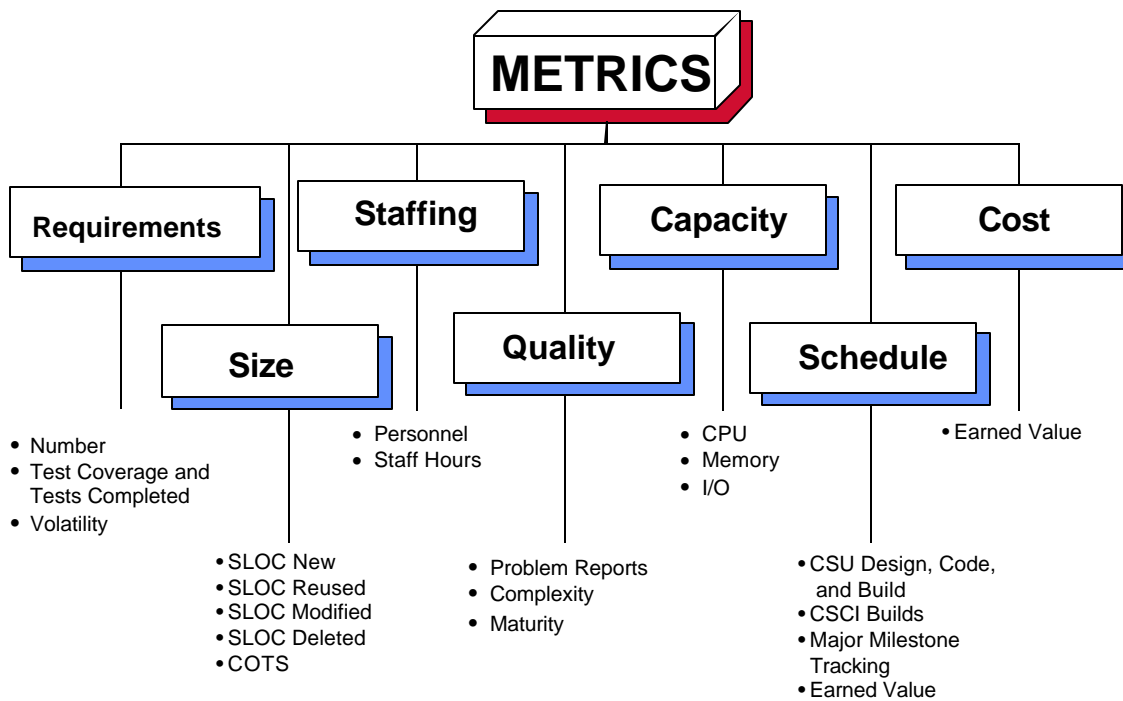 METRICS
Requirements
Staffing
Capacity
Cost
Size
Quality
Schedule
• Number
• Test Coverage and
Tests Completed
• Volatility
• Personnel
• Staff Hours
• CPU
• Memory
• I/O
• Earned Value
• SLOC New
• SLOC Reused
• SLOC Modified
• SLOC Deleted
• COTS
• Problem Reports
• Complexity
• Maturity
• CSU Design, Code,
and Build
• CSCI Builds
• Major Milestone
Tracking
• Earned Value